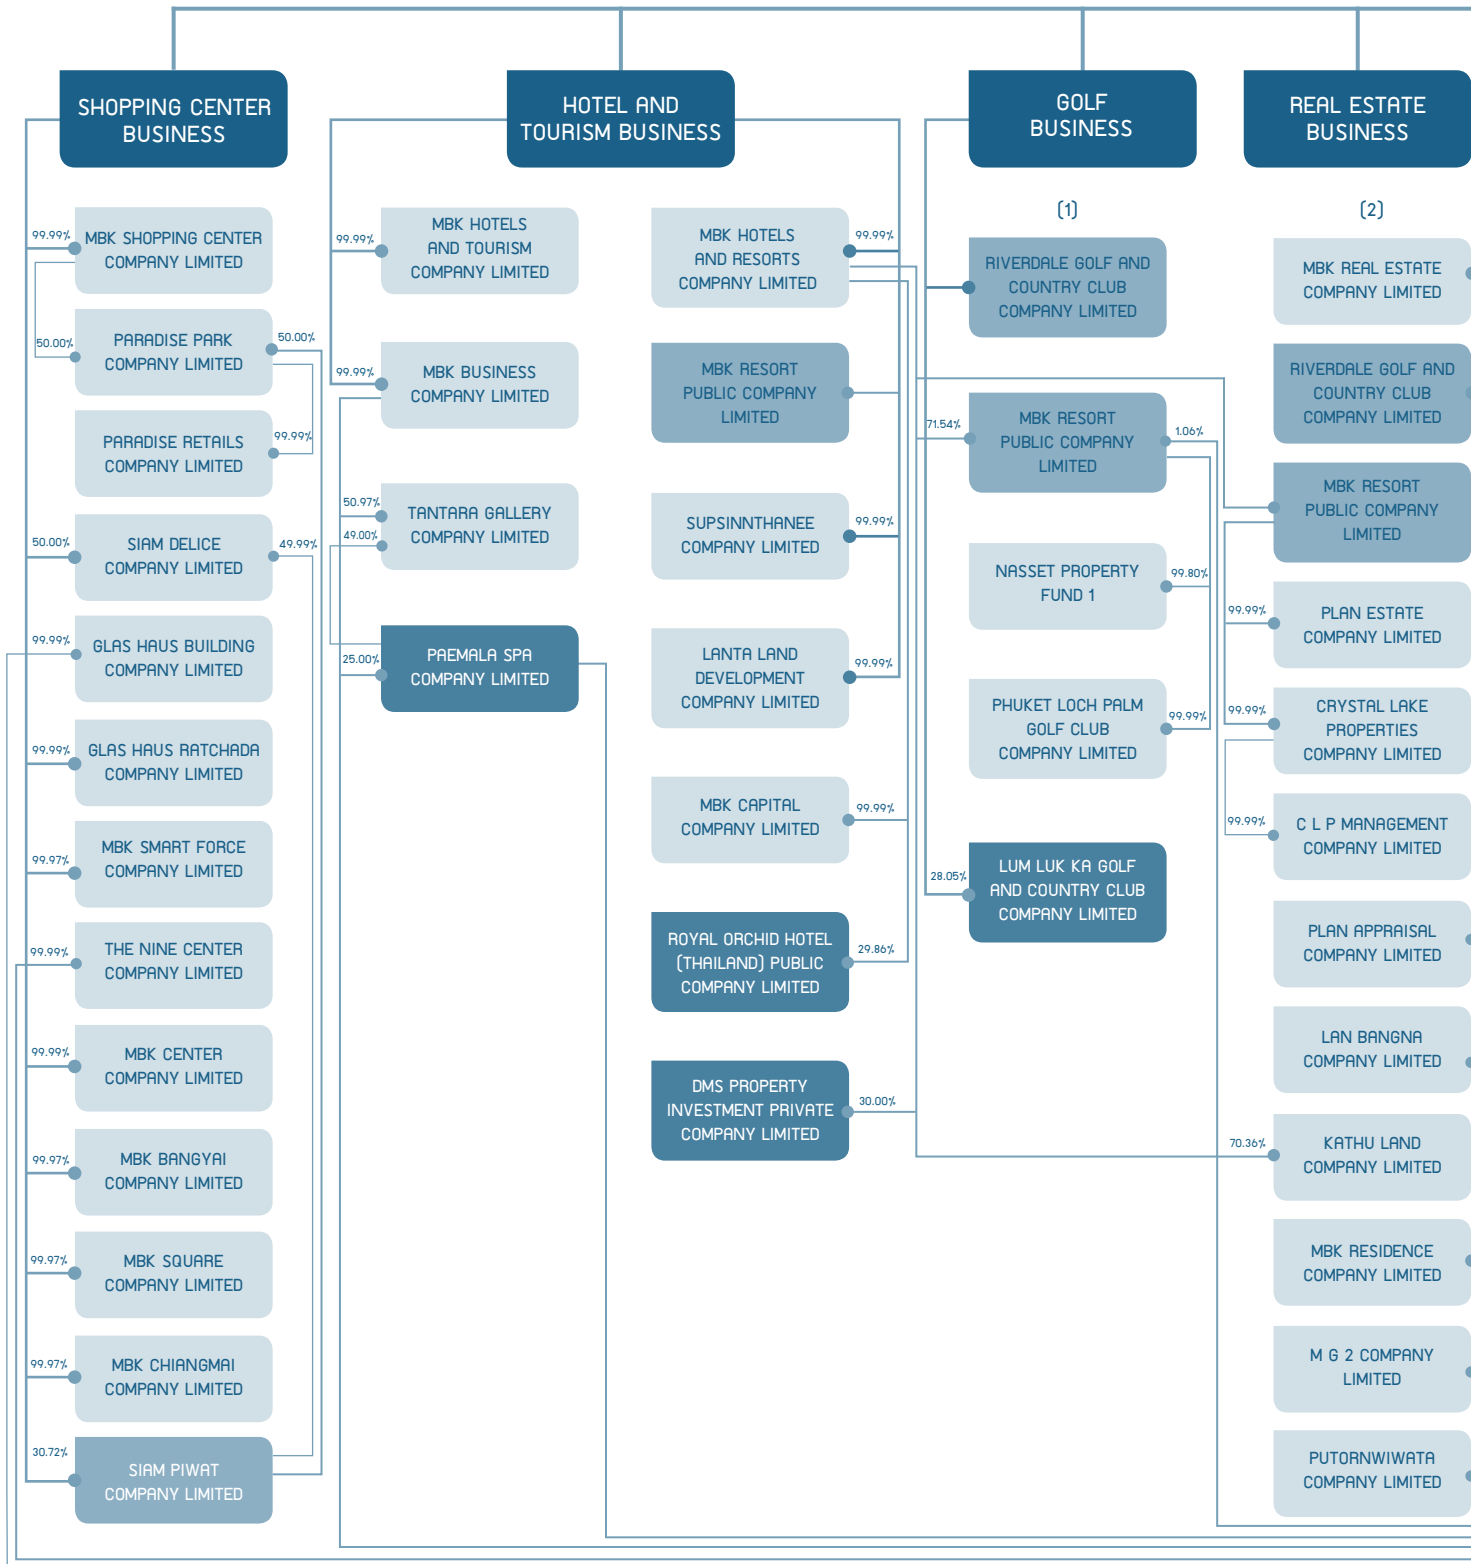 SHOPPING CENTER
BUSINESS
99.99%
MBK SHOPPING CENTER
COMPANY LIMITED
50.00%
PARADISE PARK
COMPANY LIMITED
50.00%
PARADISE RETAILS
COMPANY LIMITED
99.99%
50.00%
SIAM DELICE
COMPANY LIMITED
49.99%
99.99%
GLAS HAUS BUILDING
COMPANY LIMITED
99.99%
GLAS HAUS RATCHADA
COMPANY LIMITED
99.97%
MBK SMART FORCE
COMPANY LIMITED
99.99%
THE NINE CENTER
COMPANY LIMITED
99.99%
MBK CENTER
COMPANY LIMITED
99.97%
MBK BANGYAI
COMPANY LIMITED
99.97%
MBK SQUARE
COMPANY LIMITED
99.97%
MBK CHIANGMAI
COMPANY LIMITED
30.72%
SIAM PIWAT
COMPANY LIMITED
HOTEL AND
TOURISM BUSINESS
99.99%
MBK HOTELS
AND TOURISM
COMPANY LIMITED
99.99%
MBK BUSINESS
COMPANY LIMITED
50.97%
49.00%
TANTARA GALLERY
COMPANY LIMITED
25.00%
PAEMALA SPA
COMPANY LIMITED
MBK HOTELS
AND RESORTS
COMPANY LIMITED
99.99%
MBK RESORT
PUBLIC COMPANY
LIMITED
SUPSINNTHANEE
COMPANY LIMITED
99.99%
LANTA LAND
DEVELOPMENT
COMPANY LIMITED
99.99%
MBK CAPITAL
COMPANY LIMITED
99.99%
ROYAL ORCHID HOTEL
(THAILAND) PUBLIC
COMPANY LIMITED
29.86%
DMS PROPERTY
INVESTMENT PRIVATE
COMPANY LIMITED
30.00%
GOLF
BUSINESS
(1)
RIVERDALE GOLF AND
COUNTRY CLUB
COMPANY LIMITED
71.54%
MBK RESORT
PUBLIC COMPANY
LIMITED
1.06%
NASSET PROPERTY
FUND 1
99.80%
PHUKET LOCH PALM
GOLF CLUB
COMPANY LIMITED
99.99%
28.05%
LUM LUK KA GOLF
AND COUNTRY CLUB
COMPANY LIMITED
REAL ESTATE
BUSINESS
(2)
MBK REAL ESTATE
COMPANY LIMITED
RIVERDALE GOLF AND
COUNTRY CLUB
COMPANY LIMITED
MBK RESORT
PUBLIC COMPANY
LIMITED
99.99%
PLAN ESTATE
COMPANY LIMITED
99.99%
CRYSTAL LAKE
PROPERTIES
COMPANY LIMITED
99.99%
C L P MANAGEMENT
COMPANY LIMITED
PLAN APPRAISAL
COMPANY LIMITED
LAN BANGNA
COMPANY LIMITED
70.36%
KATHU LAND
COMPANY LIMITED
MBK RESIDENCE
COMPANY LIMITED
M G 2 COMPANY
LIMITED
PUTORNWIWATA
COMPANY LIMITED